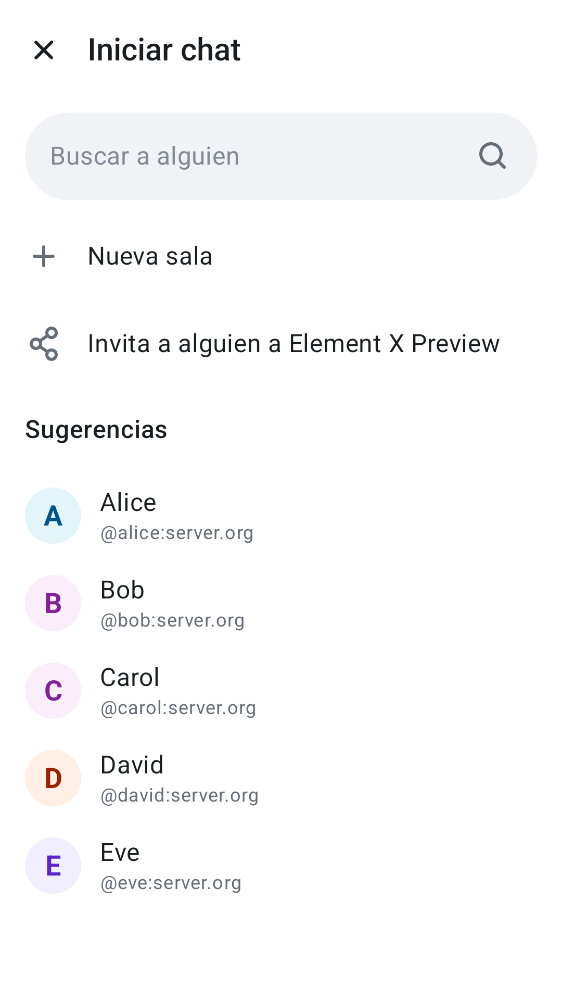 Iniciar chat
Buscar a alguien
Nueva sala
Invita a alguien a Element X Preview
Sugerencias
A
Alice
@alice:server.org
B
Bob
@bob:server.org
C
Carol
@carol:server.org
D
David
@david:server.org
E
Eve
@eve:server.org